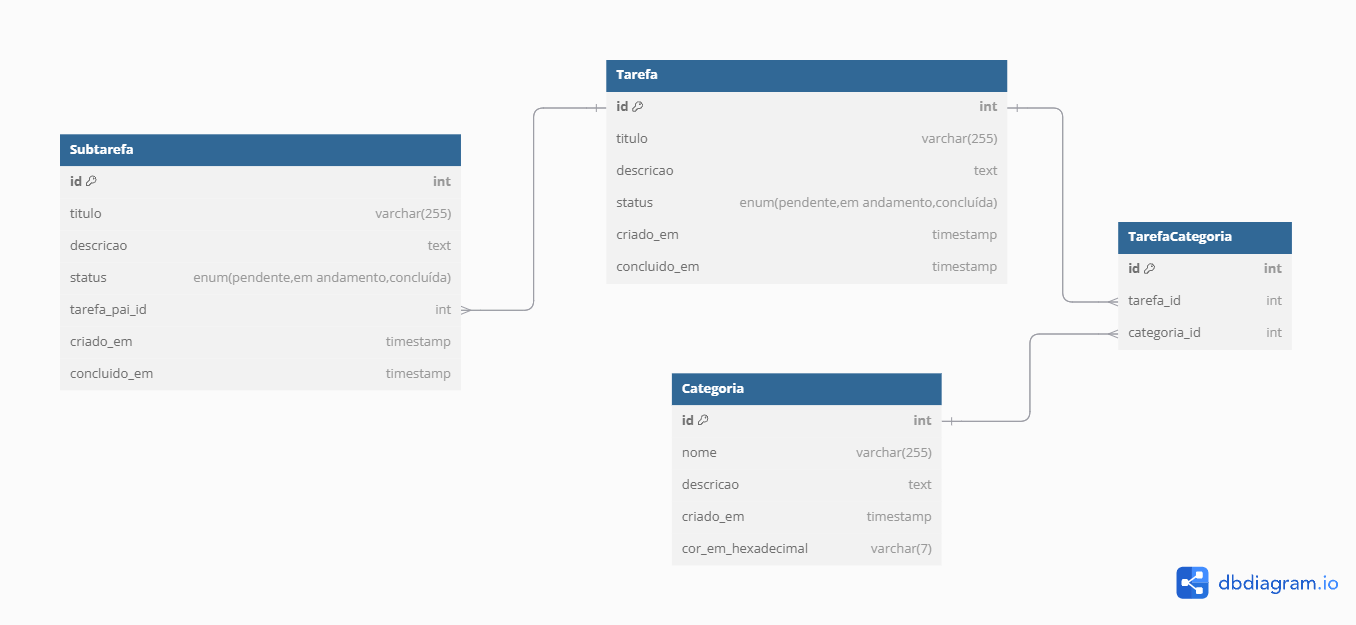 Tarefa
id int
titulo varchar(255)
descricao text
status enum(pendente,em andamento,concluída)
criado_em timestamp
concluido_em timestamp
Subtarefa
id int
titulo varchar(255)
descricao text
status enum(pendente,em andamento,concluída)
tarefa_pai_id int
criado_em timestamp
concluido_em timestamp
TarefaCategoria
id int
tarefa_id int
categoria_id int
Categoria
id int
nome varchar(255)
descricao text
criado_em timestamp
cor_em_hexadecimal varchar(7)
dbdiagram.io